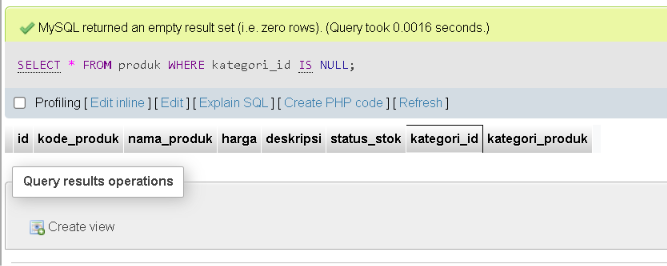 MySQL returned an empty result set (i.e. zero rows). (Query took 0.0016 seconds.)
SELECT * FROM produk WHERE kategori_id IS NULL;
Profiling [ Edit inline ] [ Edit ] [ Explain SQL ] [ Create PHP code ] [ Refresh ]
id kode_produk nama_produk harga deskripsi status_stok kategori_id kategori_produk
Query results operations
Create view